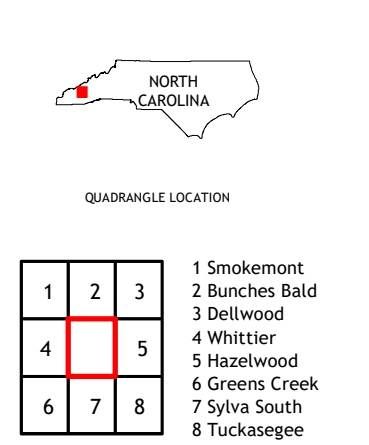 NORTH
CAROLINA
QUADRANGLE LOCATION
1 2 3
4 5
6 7 8
1 Smokemont
2 Bunches Bald
3 Dellwood
4 Whittier
5 Hazelwood
6 Greens Creek
7 Sylva South
8 Tuckasegee